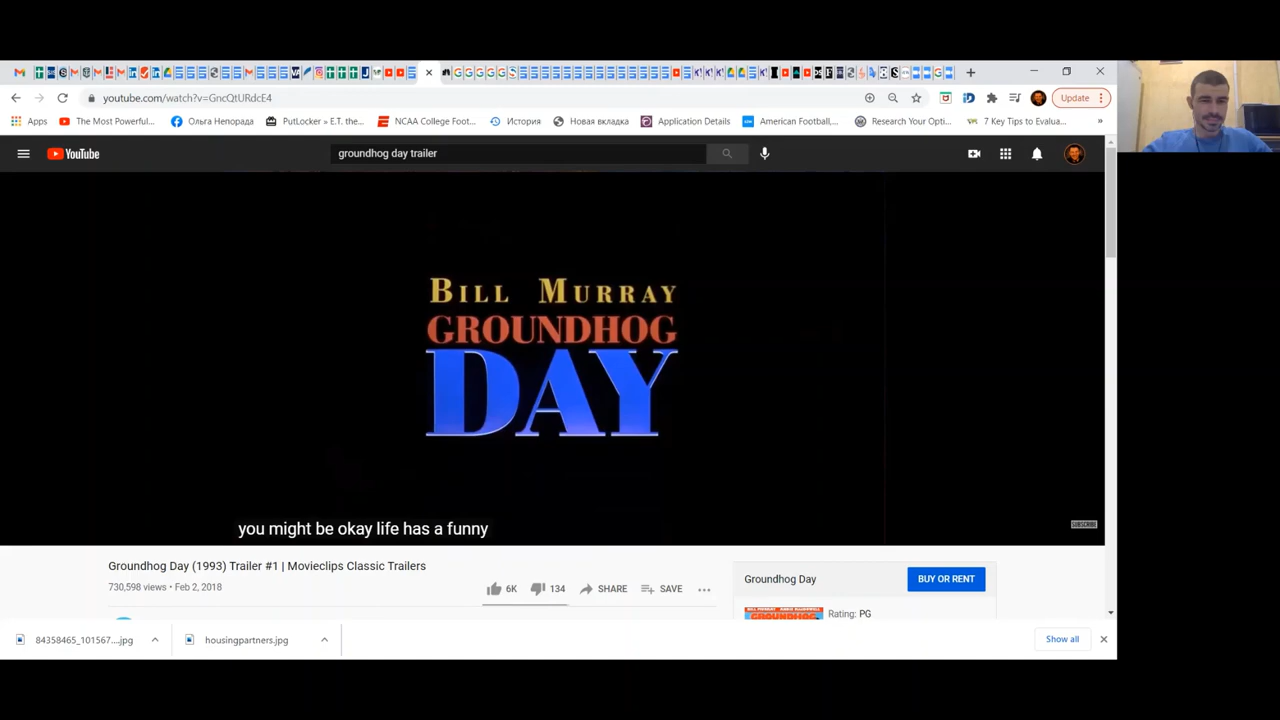 youtube.com/watch?v=GncQtURdcE4
Update
Apps
The Most Powerful...
Ольга Непорада
PutLocker » E.T. the...
NCAA College Foot...
История
Новая вкладка
Application Details
American Football,...
Research Your Opti...
7 Key Tips to Evalua...
»
YouTube
groundhog day trailer
BILL MURRAY
GROUNDHOG
DAY
you might be okay life has a funny
SUBSCRIBE
Groundhog Day (1993) Trailer #1 | Movieclips Classic Trailers
730,598 views • Feb 2, 2018
6K
134
SHARE
SAVE
Groundhog Day
BUY OR RENT
Rating: PG
GROUNDHOG
84358465_101567....jpg
housingpartners.jpg
Show all